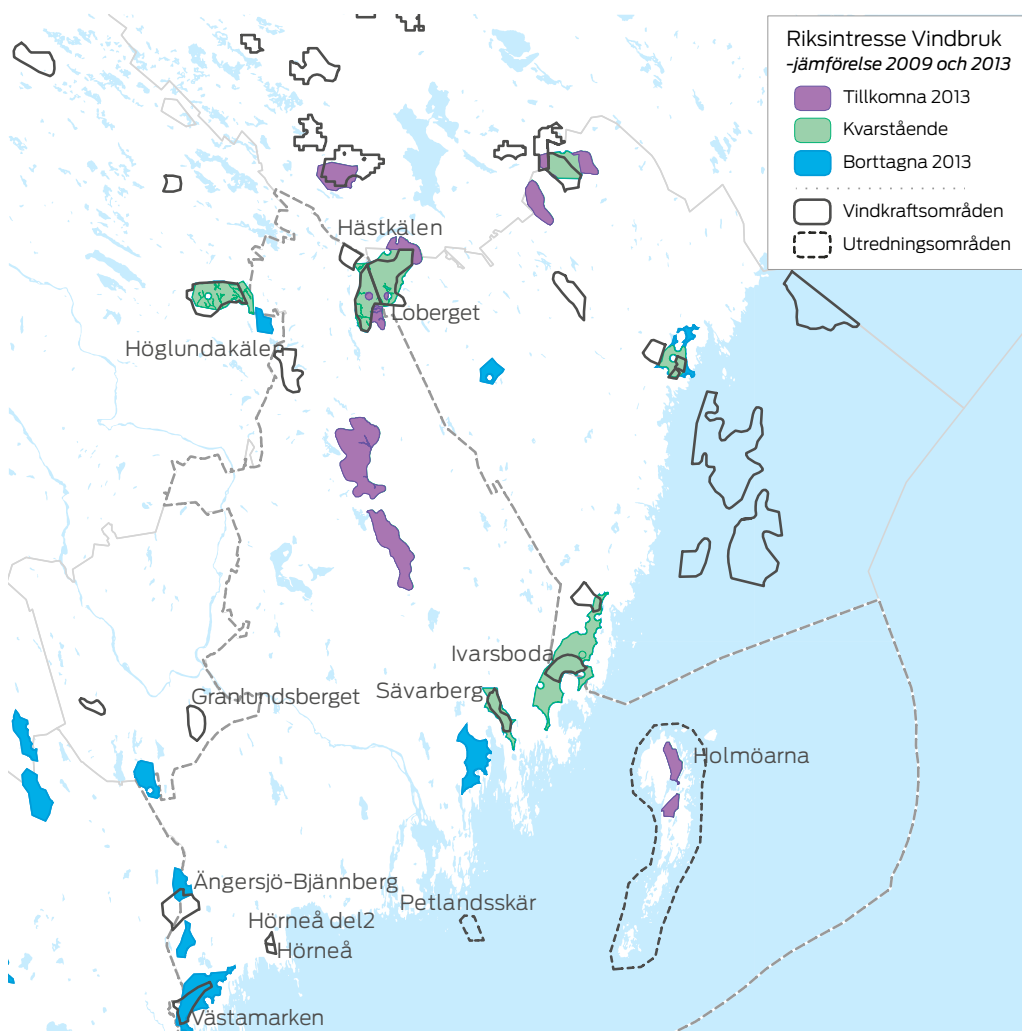 Riksintresse Vindbruk
-jämförelse 2009 och 2013
Tillkomna 2013
Kvarstående
Borttagna 2013
Vindkraftsområden
Utredningsområden
Hästkälen
Loberget
Höglundakälen
Ivarsboda
Sävarberg
Granlundsberget
Holmöarna
Ängersjö-Bjännberg
Petlandsskär
Hörneå del2
Hörneå
Västamarken